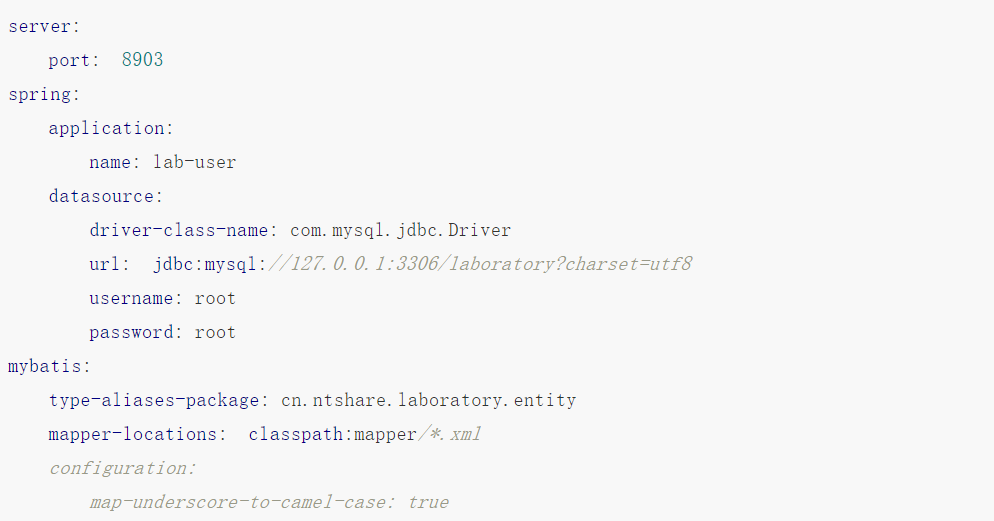 server:
    port:  8903
spring:
    application:
        name: lab-user
    datasource:
        driver-class-name: com.mysql.jdbc.Driver
        url:  jdbc:mysql://127.0.0.1:3306/laboratory?charset=utf8
        username: root
        password: root
mybatis:
    type-aliases-package: cn.ntshare.laboratory.entity
    mapper-locations:  classpath:mapper/*.xml
    configuration:
        map-underscore-to-camel-case: true